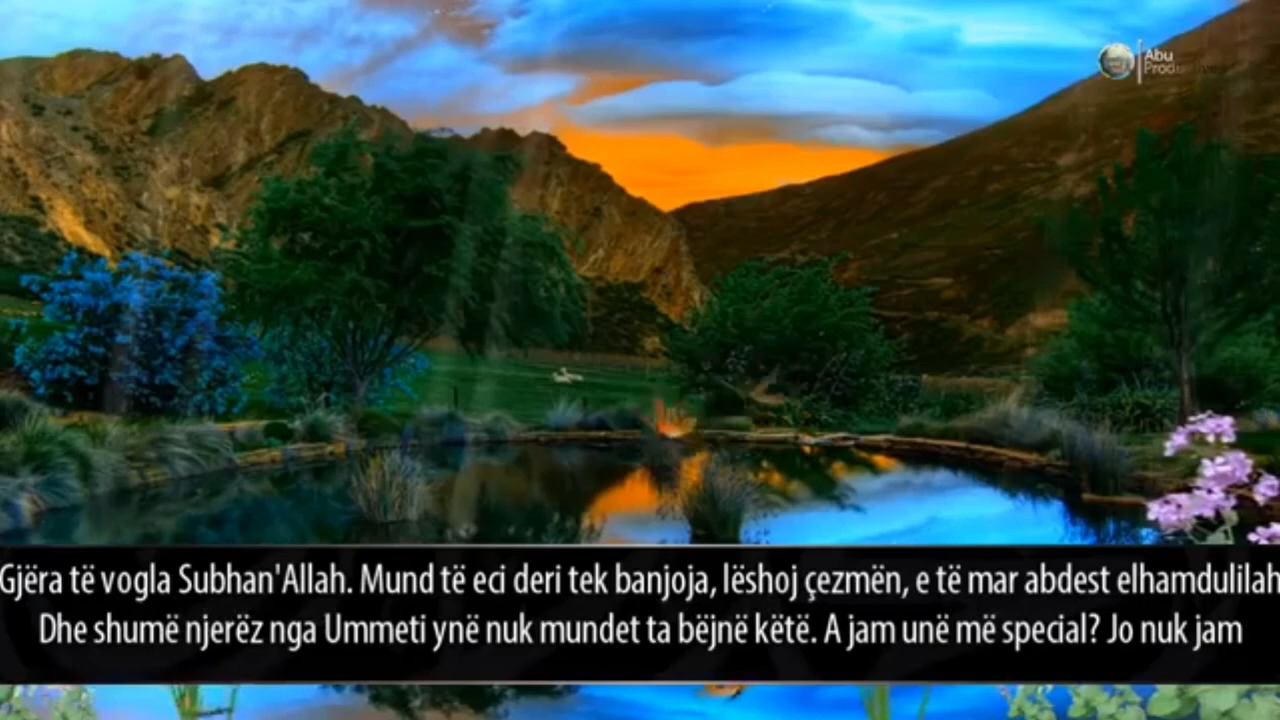 Abu
Gjëra të vogla Subhan'Allah. Mund të eci deri tek banjoja, lëshoj çezmën, e të mar abdest elhamdulilah
Dhe shumë njerëz nga Ummeti ynë nuk mundet ta bëjnë këtë. A jam unë më special? Jo nuk jam